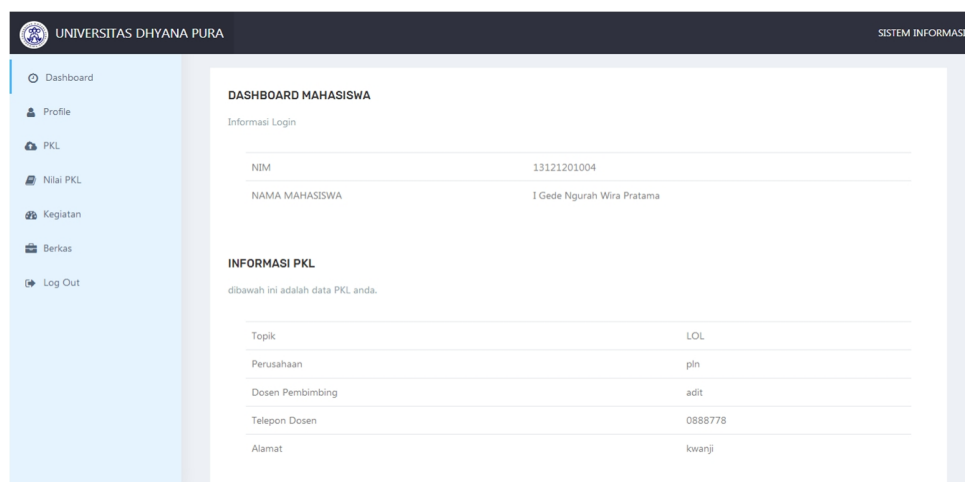 UNIVERSITAS DHYANA PURA
SISTEM INFORMASI
Dashboard
Profile
PKL
Nilai PKL
Kegiatan
Berkas
Log Out
DASHBOARD MAHASISWA
Informasi Login
NIM 13121201004
NAMA MAHASISWA I Gede Ngurah Wira Pratama
INFORMASI PKL
dibawah ini adalah data PKL anda.
Topik LOL
Perusahaan pln
Dosen Pembimbing adit
Telepon Dosen 0888778
Alamat kwanji